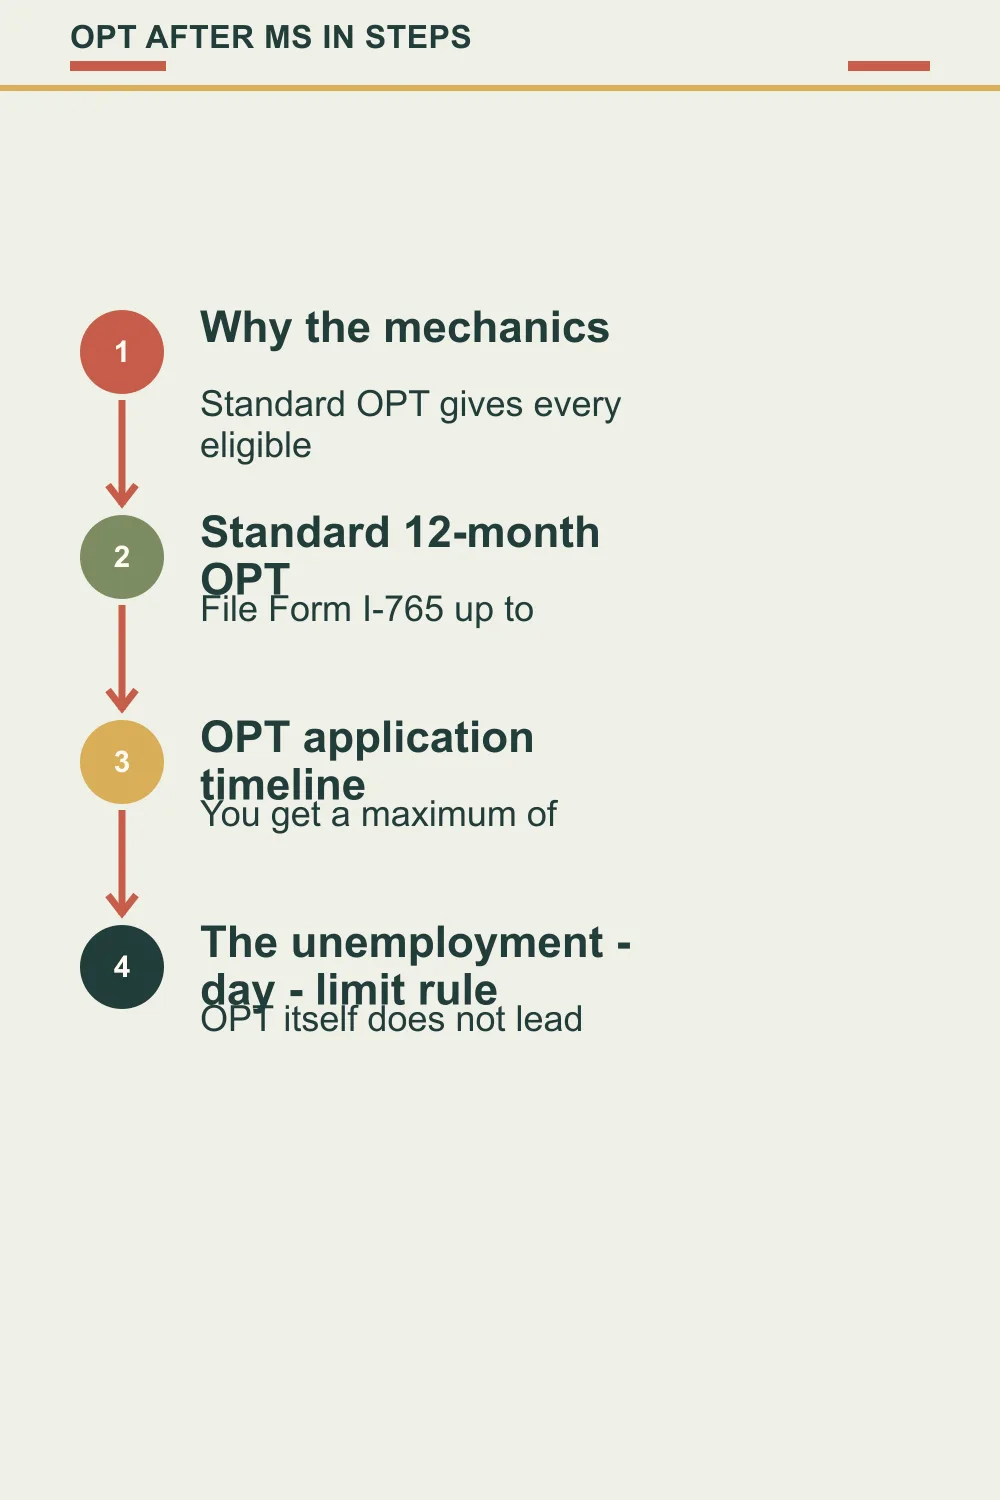 OPT AFTER MS IN STEPS
1
Why the mechanics
Standard OPT gives every
eligible
2
Standard 12-month
OPT
File Form I-765 up to
3
OPT application
timeline
You get a maximum of
4
The unemployment -
day - limit rule
OPT itself does not lead